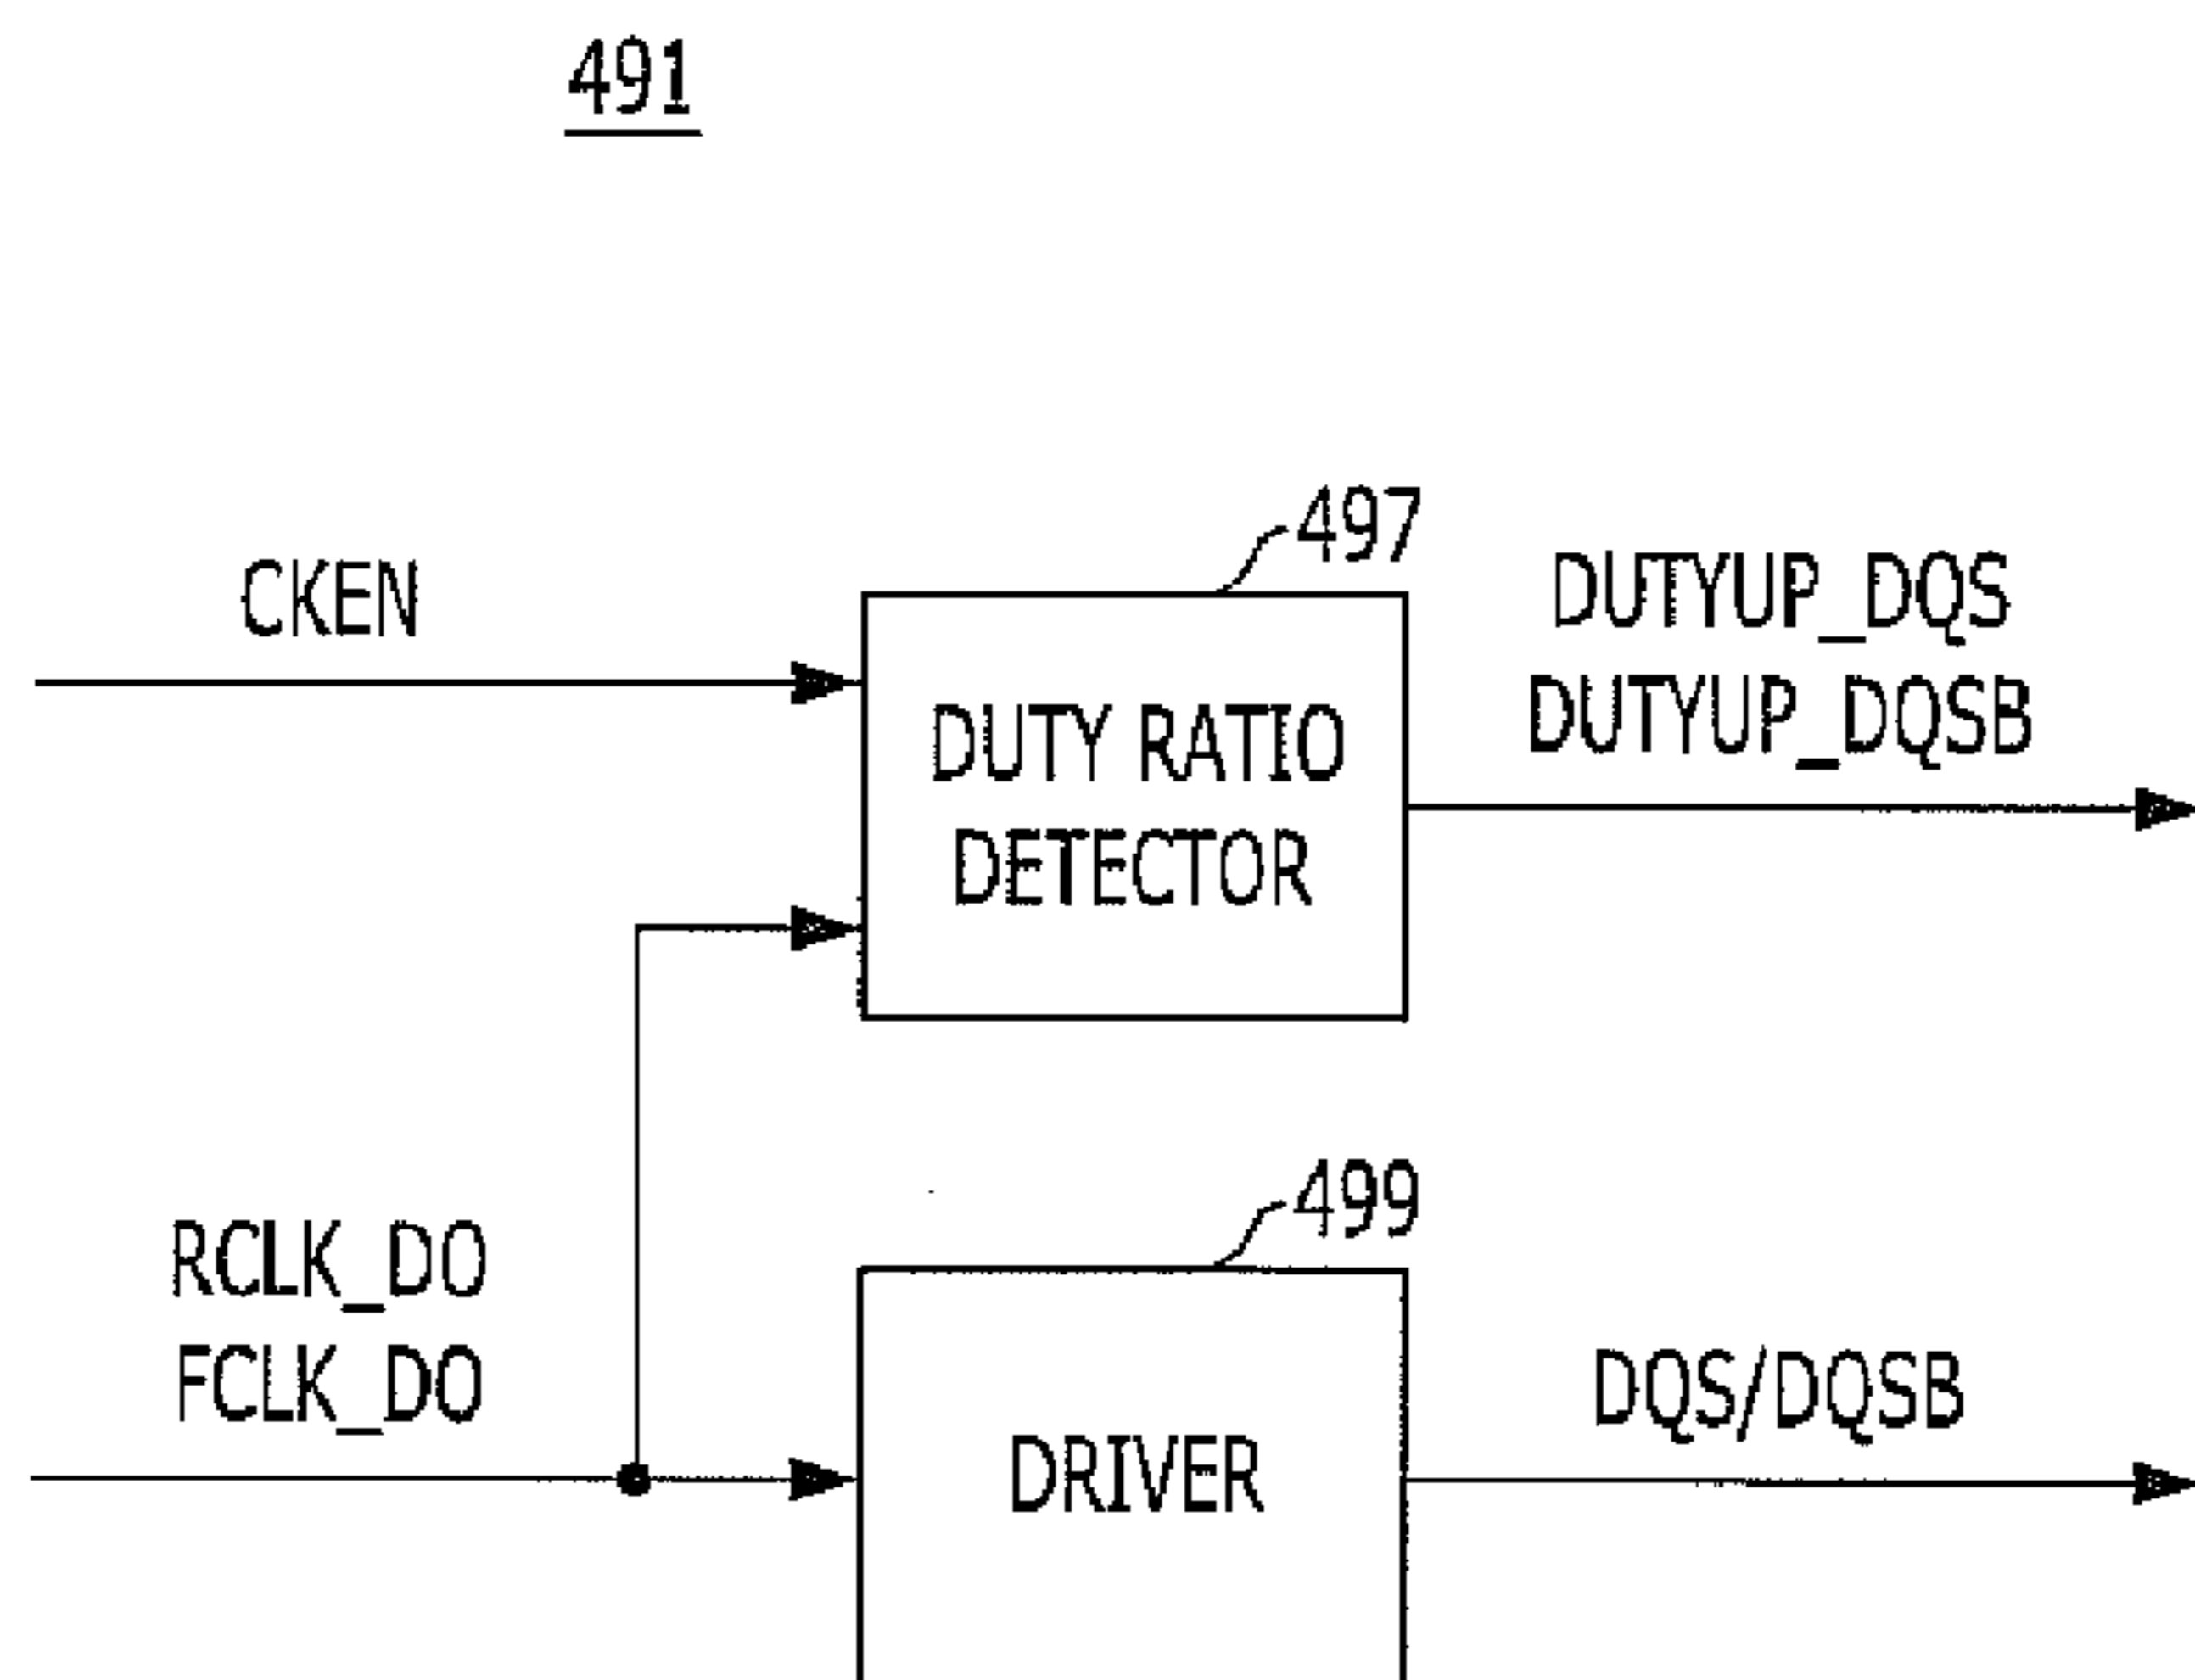 491
497
CKEN
DUTYUP_DQS
DUTYUP_DQSB
DUTY RATIO
DETECTOR
499
RCLK_DO
FCLK_DO
DQS/DQSB
DRIVER